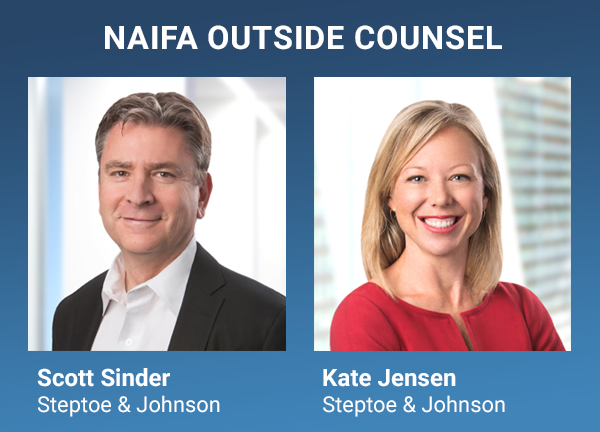 NAIFA OUTSIDE COUNSEL
Scott Sinder
Steptoe & Johnson
Kate Jensen
Steptoe & Johnson